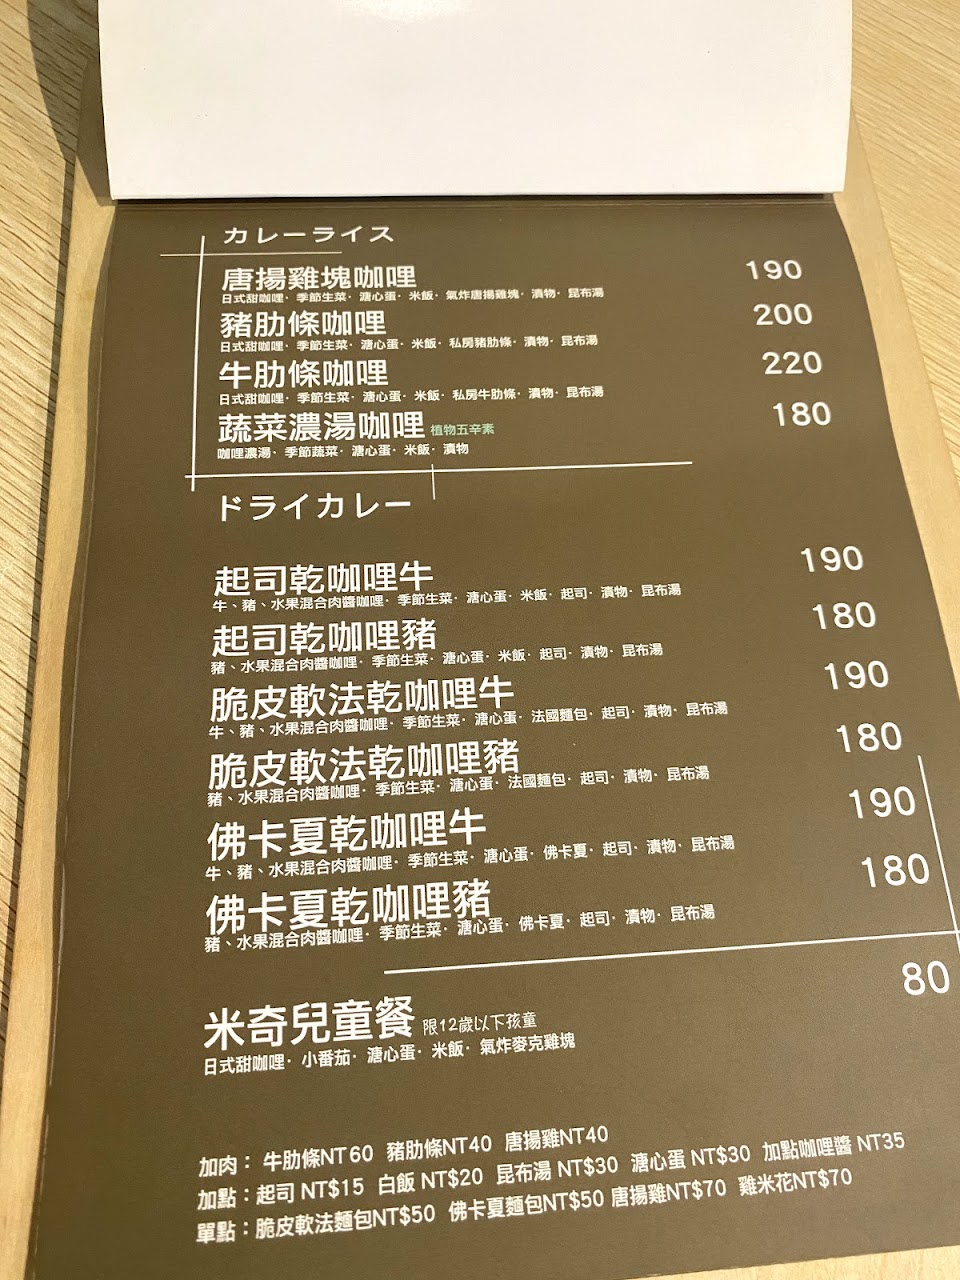 カレーライス
唐揚雞塊咖哩 190
日式甜咖哩· 季節生菜· 溏心蛋· 米飯· 氣炸唐揚雞塊· 漬物· 昆布湯
豬肋條咖哩 200
日式甜咖哩· 季節生菜· 溏心蛋· 米飯· 私房豬肋條· 漬物· 昆布湯
牛肋條咖哩 220
日式甜咖哩· 季節生菜· 溏心蛋· 米飯· 私房牛肋條· 漬物· 昆布湯
蔬菜濃湯咖哩 植物五辛素 180
咖哩濃湯· 季節蔬菜· 溏心蛋· 米飯· 漬物
ドライカレー
起司乾咖哩牛 190
牛、豬、水果混合肉醬咖哩· 季節生菜· 溏心蛋· 米飯· 起司· 漬物· 昆布湯
起司乾咖哩豬 180
豬、水果混合肉醬咖哩· 季節生菜· 溏心蛋· 米飯· 起司· 漬物· 昆布湯
脆皮軟法乾咖哩牛 190
牛、豬、水果混合肉醬咖哩· 季節生菜· 溏心蛋· 法國麵包· 起司· 漬物· 昆布湯
脆皮軟法乾咖哩豬 180
豬、水果混合肉醬咖哩· 季節生菜· 溏心蛋· 法國麵包· 起司· 漬物· 昆布湯
佛卡夏乾咖哩牛 190
牛、豬、水果混合肉醬咖哩· 季節生菜· 溏心蛋· 佛卡夏· 起司· 漬物· 昆布湯
佛卡夏乾咖哩豬 180
豬、水果混合肉醬咖哩· 季節生菜· 溏心蛋· 佛卡夏· 起司· 漬物· 昆布湯
米奇兒童餐 限12歲以下孩童 80
日式甜咖哩· 小番茄· 溏心蛋· 米飯· 氣炸麥克雞塊
加肉： 牛肋條NT60 豬肋條NT40 唐揚雞NT40
加點：起司 NT$15 白飯 NT$20 昆布湯 NT$30 溏心蛋 NT$30 加點咖哩醬 NT35
單點：脆皮軟法麵包NT$50 佛卡夏麵包NT$50 唐揚雞NT$70 雞米花NT$70